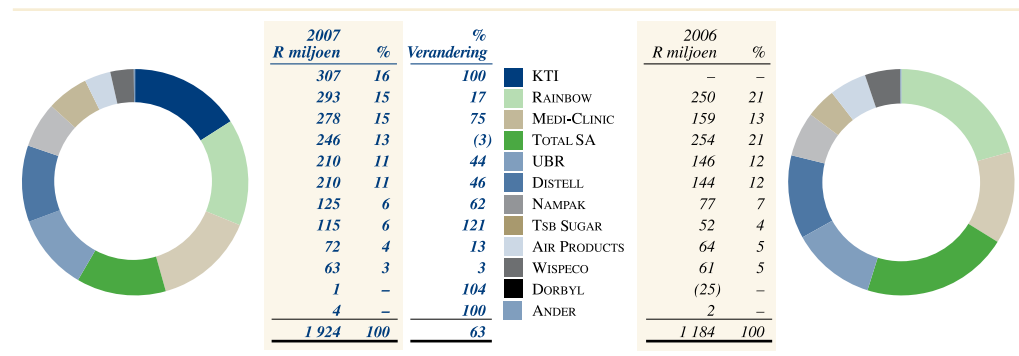 2007 % 2006
R miljoen % Verandering R miljoen %
307 16 100 KTI – –
293 15 17 RAINBOW 250 21
278 15 75 MEDI-CLINIC 159 13
246 13 (3) TOTAL SA 254 21
210 11 44 UBR 146 12
210 11 46 DISTELL 144 12
125 6 62 NAMPAK 77 7
115 6 121 TSB SUGAR 52 4
72 4 13 AIR PRODUCTS 64 5
63 3 3 WISPECO 61 5
1 – 104 DORBYL (25) –
4 – 100 ANDER 2 –
1 924 100 63 1 184 100